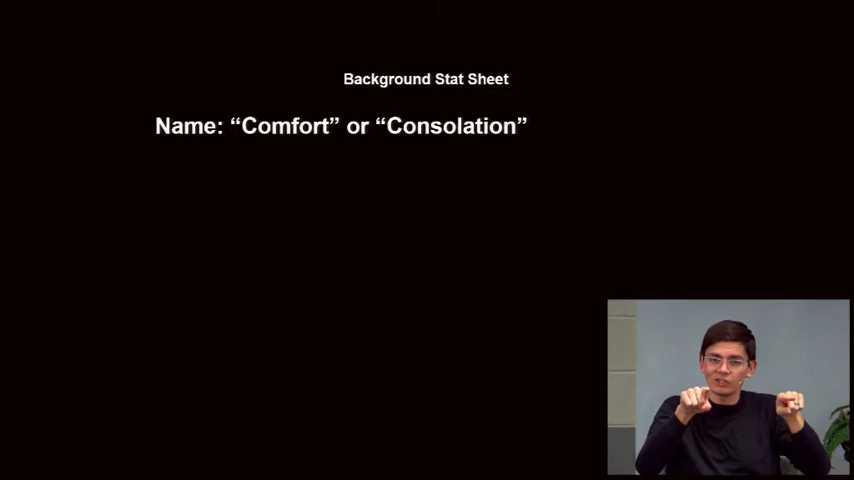 Background Stat Sheet
Name: “Comfort” or “Consolation”